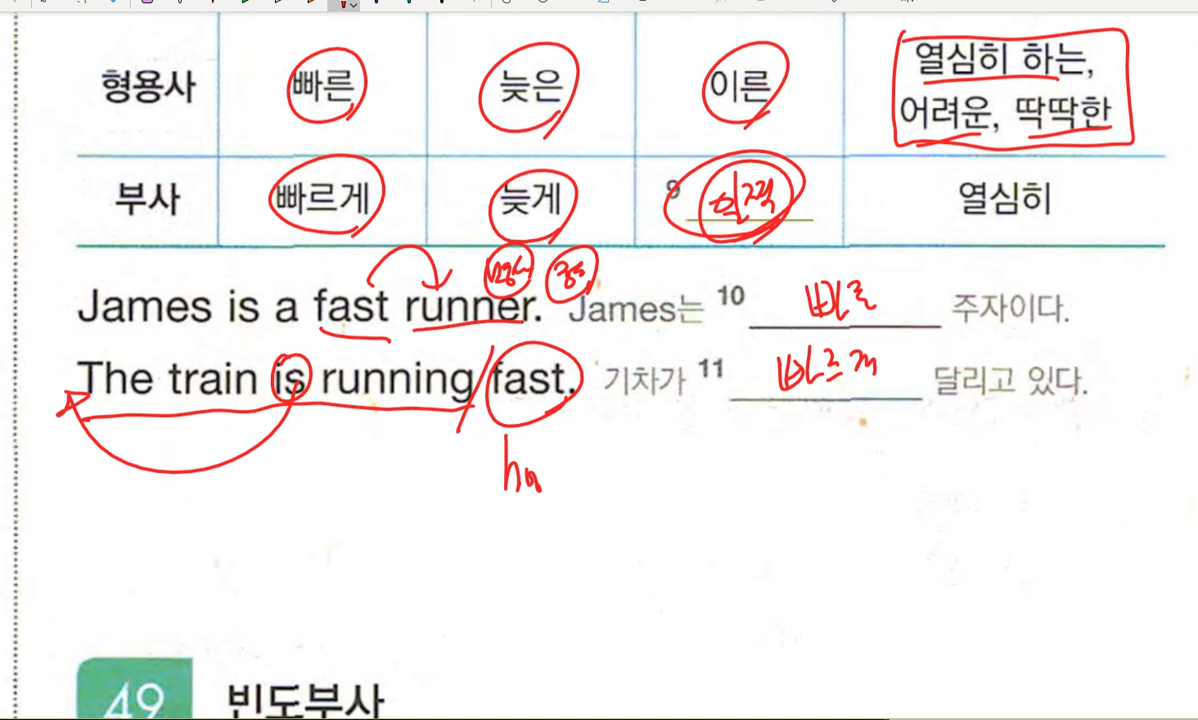 형용사 빠른 늦은 이른 열심히 하는,
어려운, 딱딱한
부사 빠르게 늦게 9 일찍 열심히
명사
James is a fast runner. James는 10 빠른 주자이다.
The train is running fast. 기차가 11 빠르게 달리고 있다.
49 빈도부사